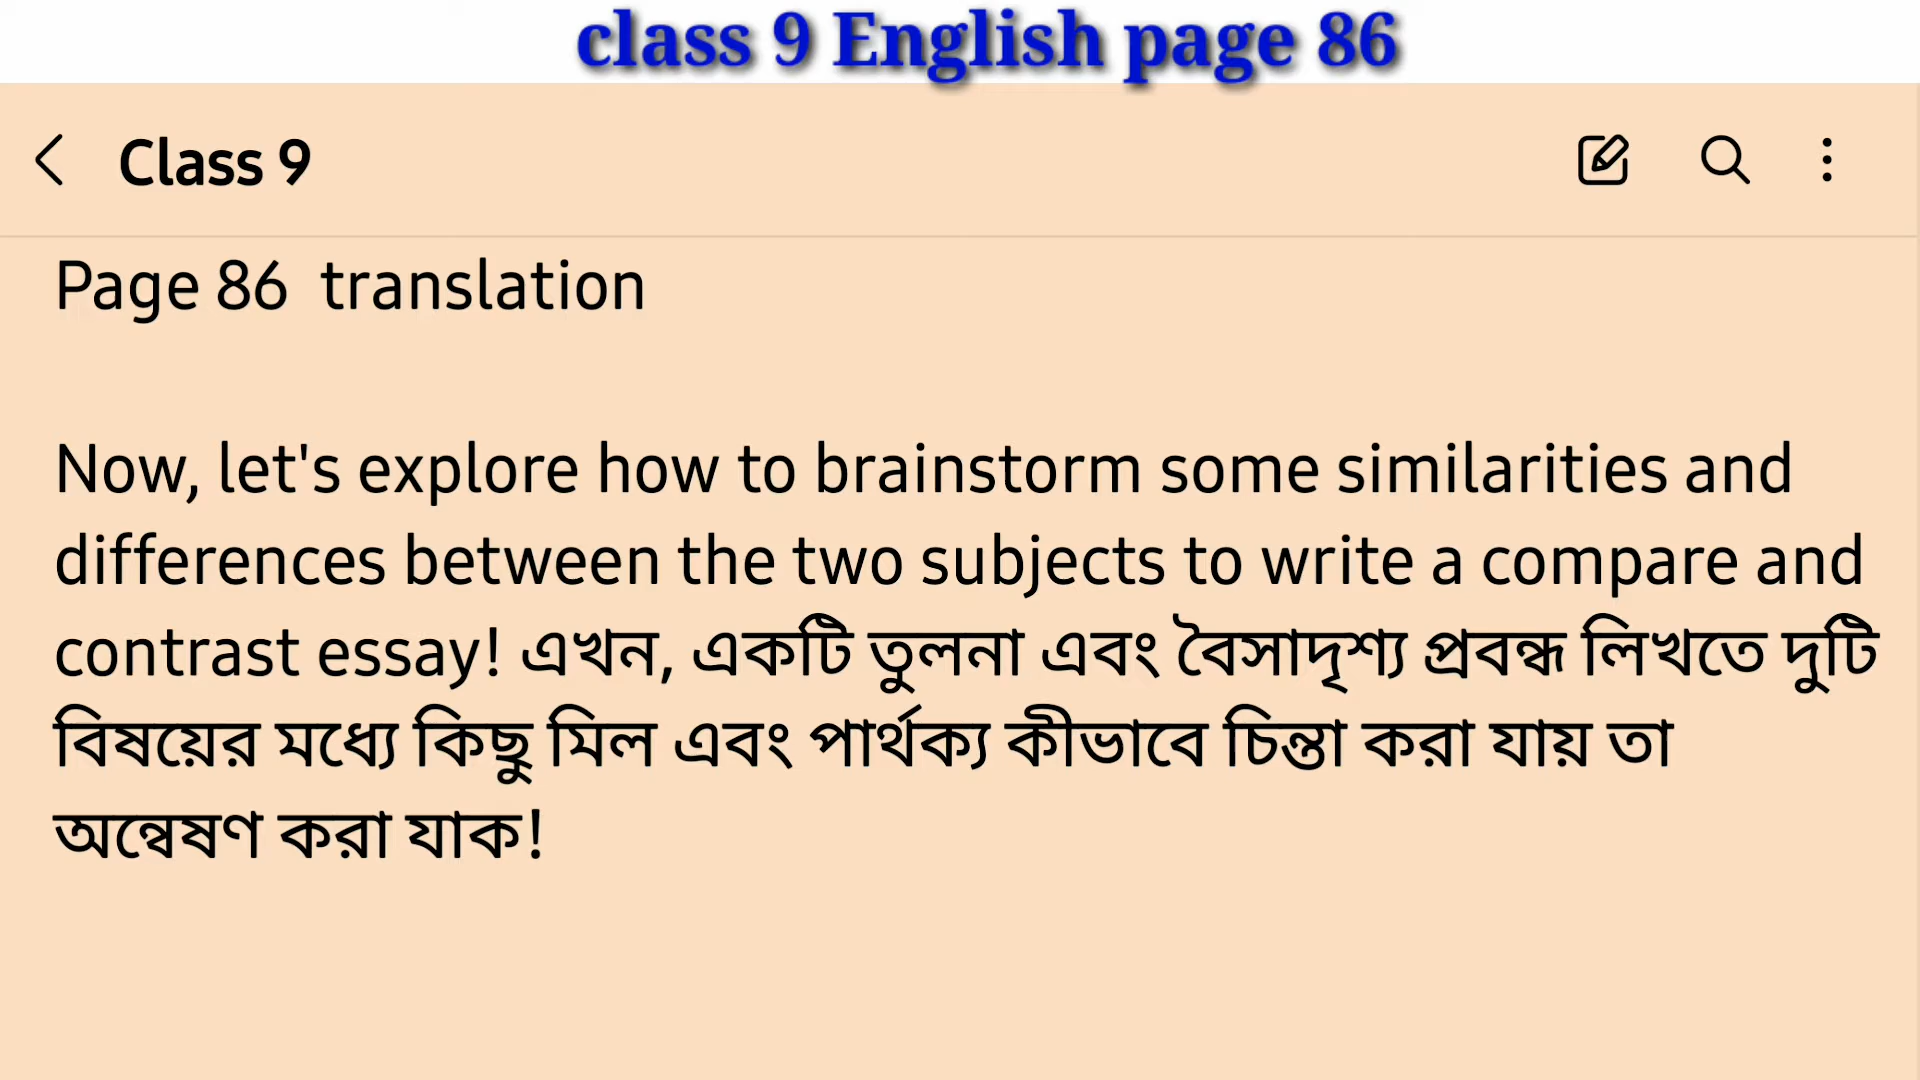 class 9 English page 86
Class 9
Page 86 translation
Now, let's explore how to brainstorm some similarities and
differences between the two subjects to write a compare and
contrast essay! এখন, একটি তুলনা এবং বৈসাদৃশ্য প্রবন্ধ লিখতে দুটি
বিষয়ের মধ্যে কিছু মিল এবং পার্থক্য কীভাবে চিন্তা করা যায় তা
অন্বেষণ করা যাক!